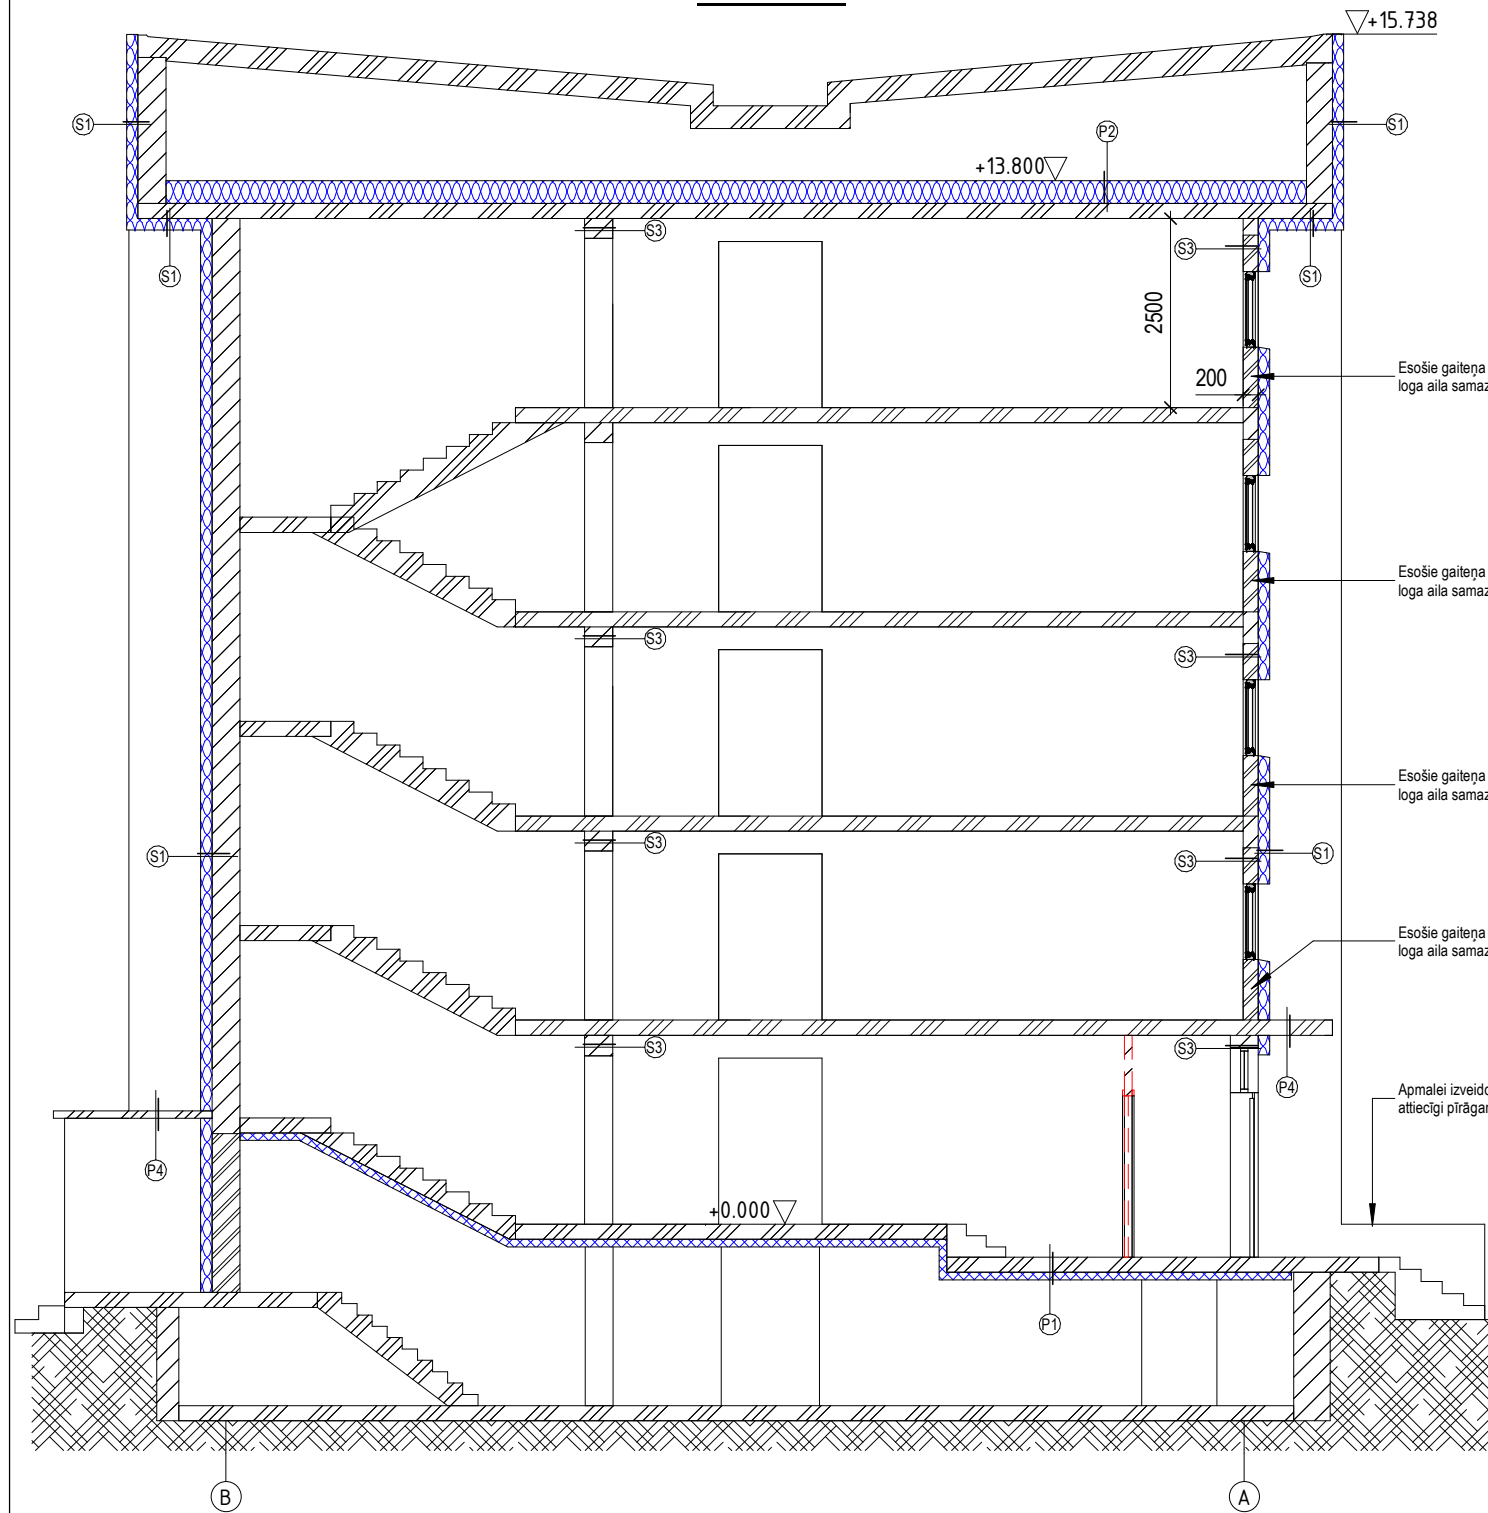 +15.738
S1
S1
P2
+13.800
S3
S3
S1
S1
2500
200
Esošie gaiteņa
loga aila samaz
Esošie gaiteņa
loga aila samaz
S3
S3
Esošie gaiteņa
loga aila samaz
S1
S3
S3
S1
Esošie gaiteņa
loga aila samaz
S3
S3
P4
Apmalei izveido
attiecīgi pīrāgam
P4
+0.000
P1
B
A